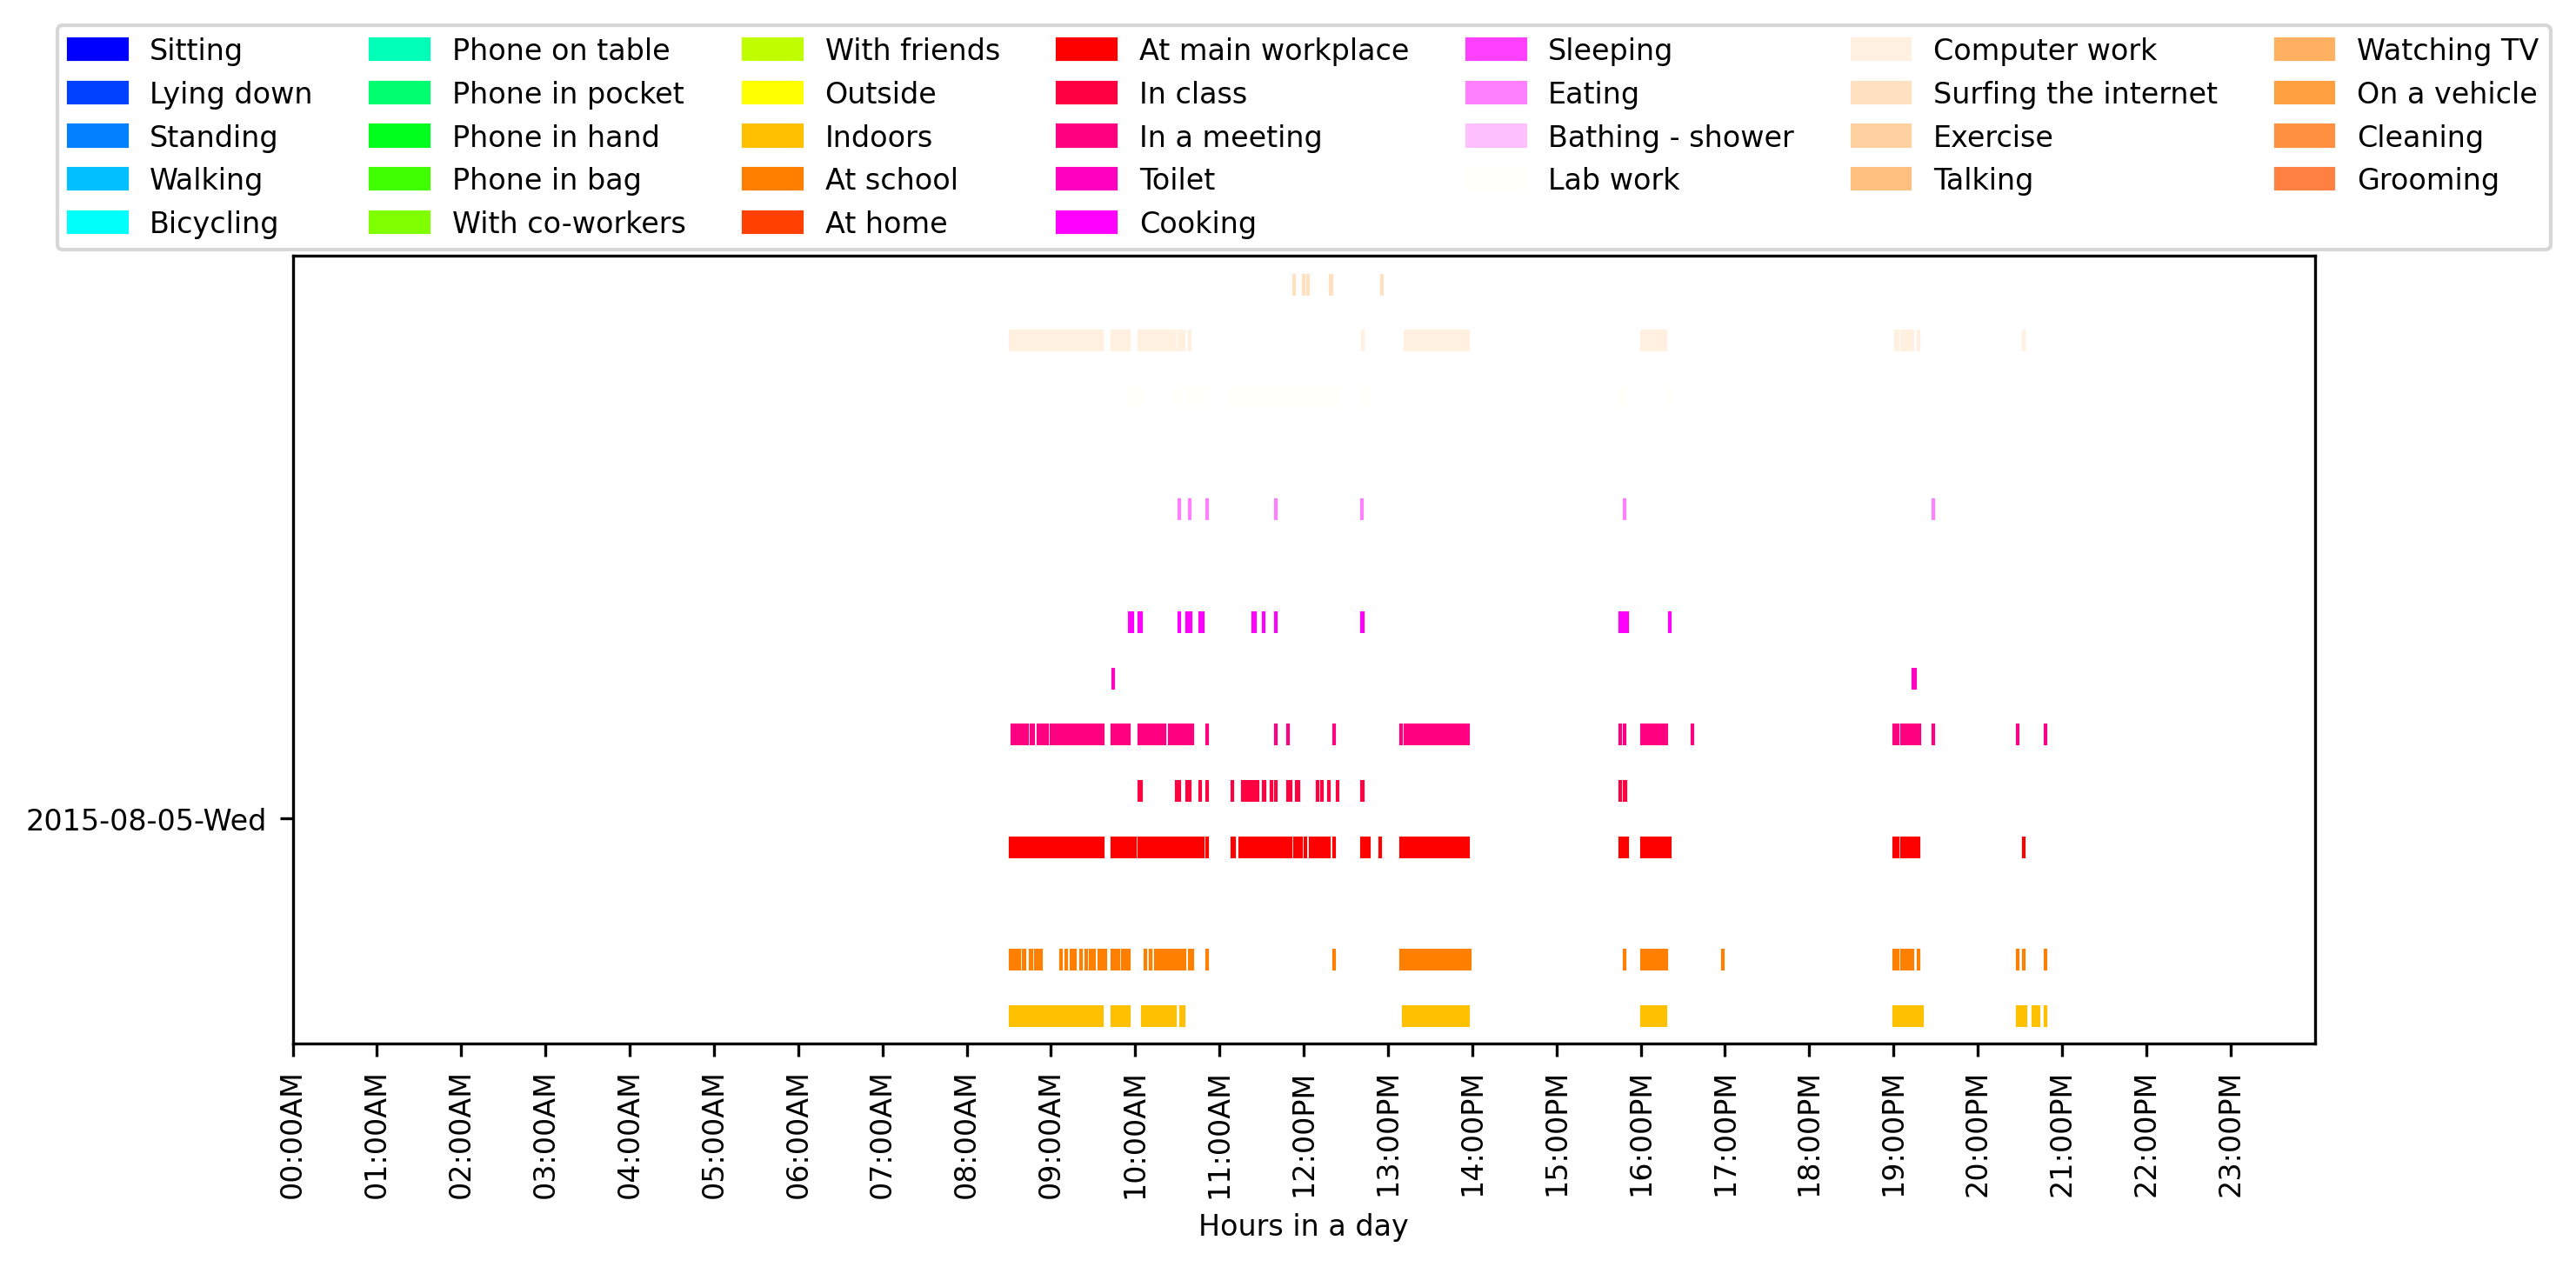 Sitting
Lying down
Standing
Walking
Bicycling
Phone on table
Phone in pocket
Phone in hand
Phone in bag
With co-workers
With friends
Outside
Indoors
At school
At home
At main workplace
In class
In a meeting
Toilet
Cooking
Sleeping
Eating
Bathing - shower
Lab work
Computer work
Surfing the internet
Exercise
Talking
Watching TV
On a vehicle
Cleaning
Grooming
2015-08-05-Wed
00:00AM
01:00AM
02:00AM
03:00AM
04:00AM
05:00AM
06:00AM
07:00AM
08:00AM
09:00AM
10:00AM
11:00AM
12:00PM
13:00PM
14:00PM
15:00PM
16:00PM
17:00PM
18:00PM
19:00PM
20:00PM
21:00PM
22:00PM
23:00PM
Hours in a day